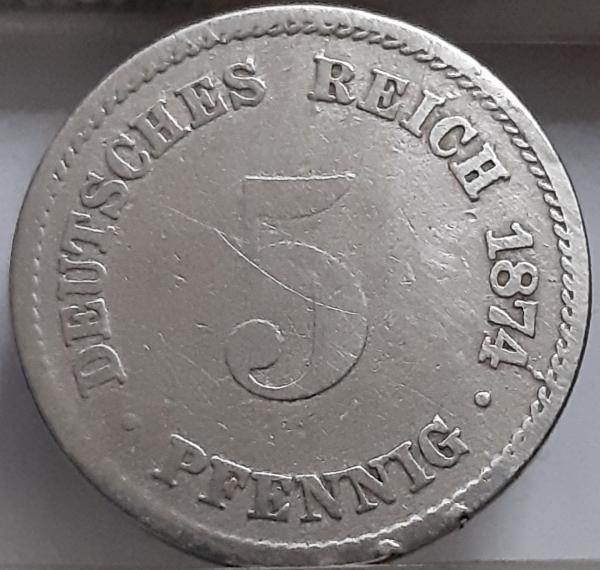 DEUTSCHES REICH 1874
5
· PFENNIG ·